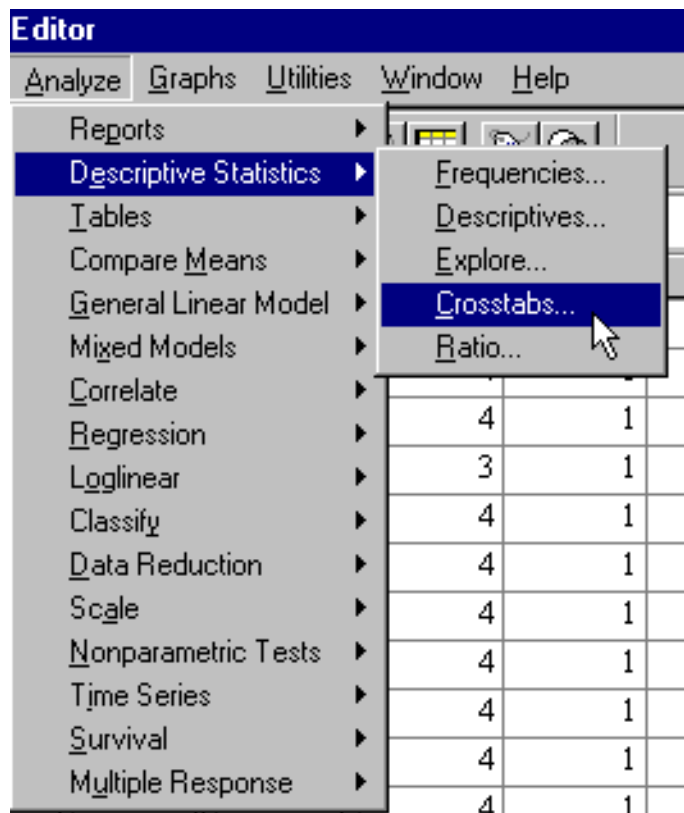 Editor
Analyze Graphs Utilities Window Help
Reports
Descriptive Statistics
Tables
Compare Means
General Linear Model
Mixed Models
Correlate
Regression
Loglinear
Classify
Data Reduction
Scale
Nonparametric Tests
Time Series
Survival
Multiple Response
Frequencies...
Descriptives...
Explore...
Crosstabs...
Ratio...
4 1
3 1
4 1
4 1
4 1
4 1
4 1
4 1
4 1